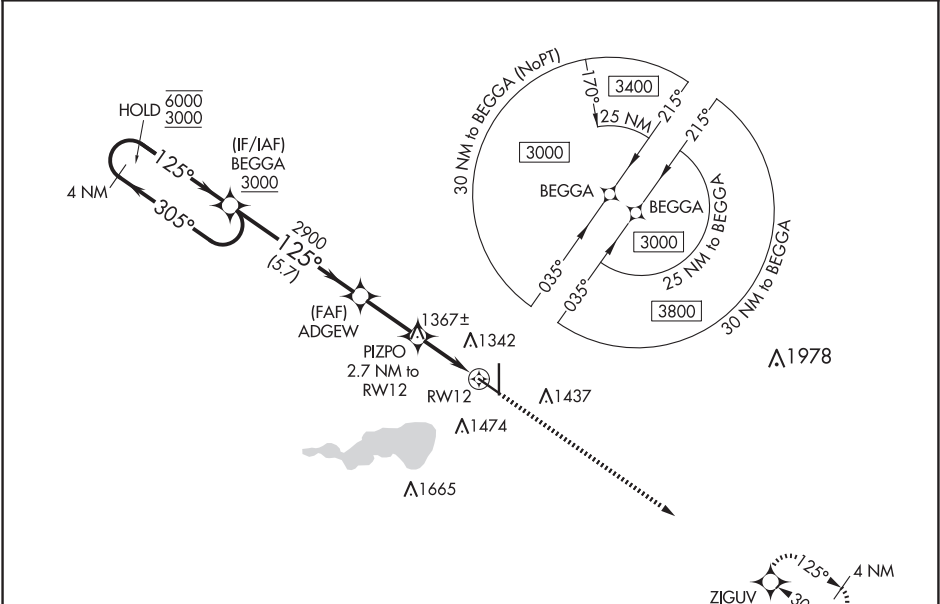 HOLD
6000
3000
125°
4 NM
305°
(IF/IAF)
BEGGA
3000
2900
125°
(5.7)
(FAF)
ADGEW
1367±
PIZPO
2.7 NM to
RW12
1342
RW12
1437
1474
1665
1978
30 NM to BEGGA (NoPT)
170°
3400
25 NM
215°
3000
BEGGA
035°
215°
BEGGA
3000
25 NM to BEGGA
035°
3800
30 NM to BEGGA
125°
4 NM
ZIGUV